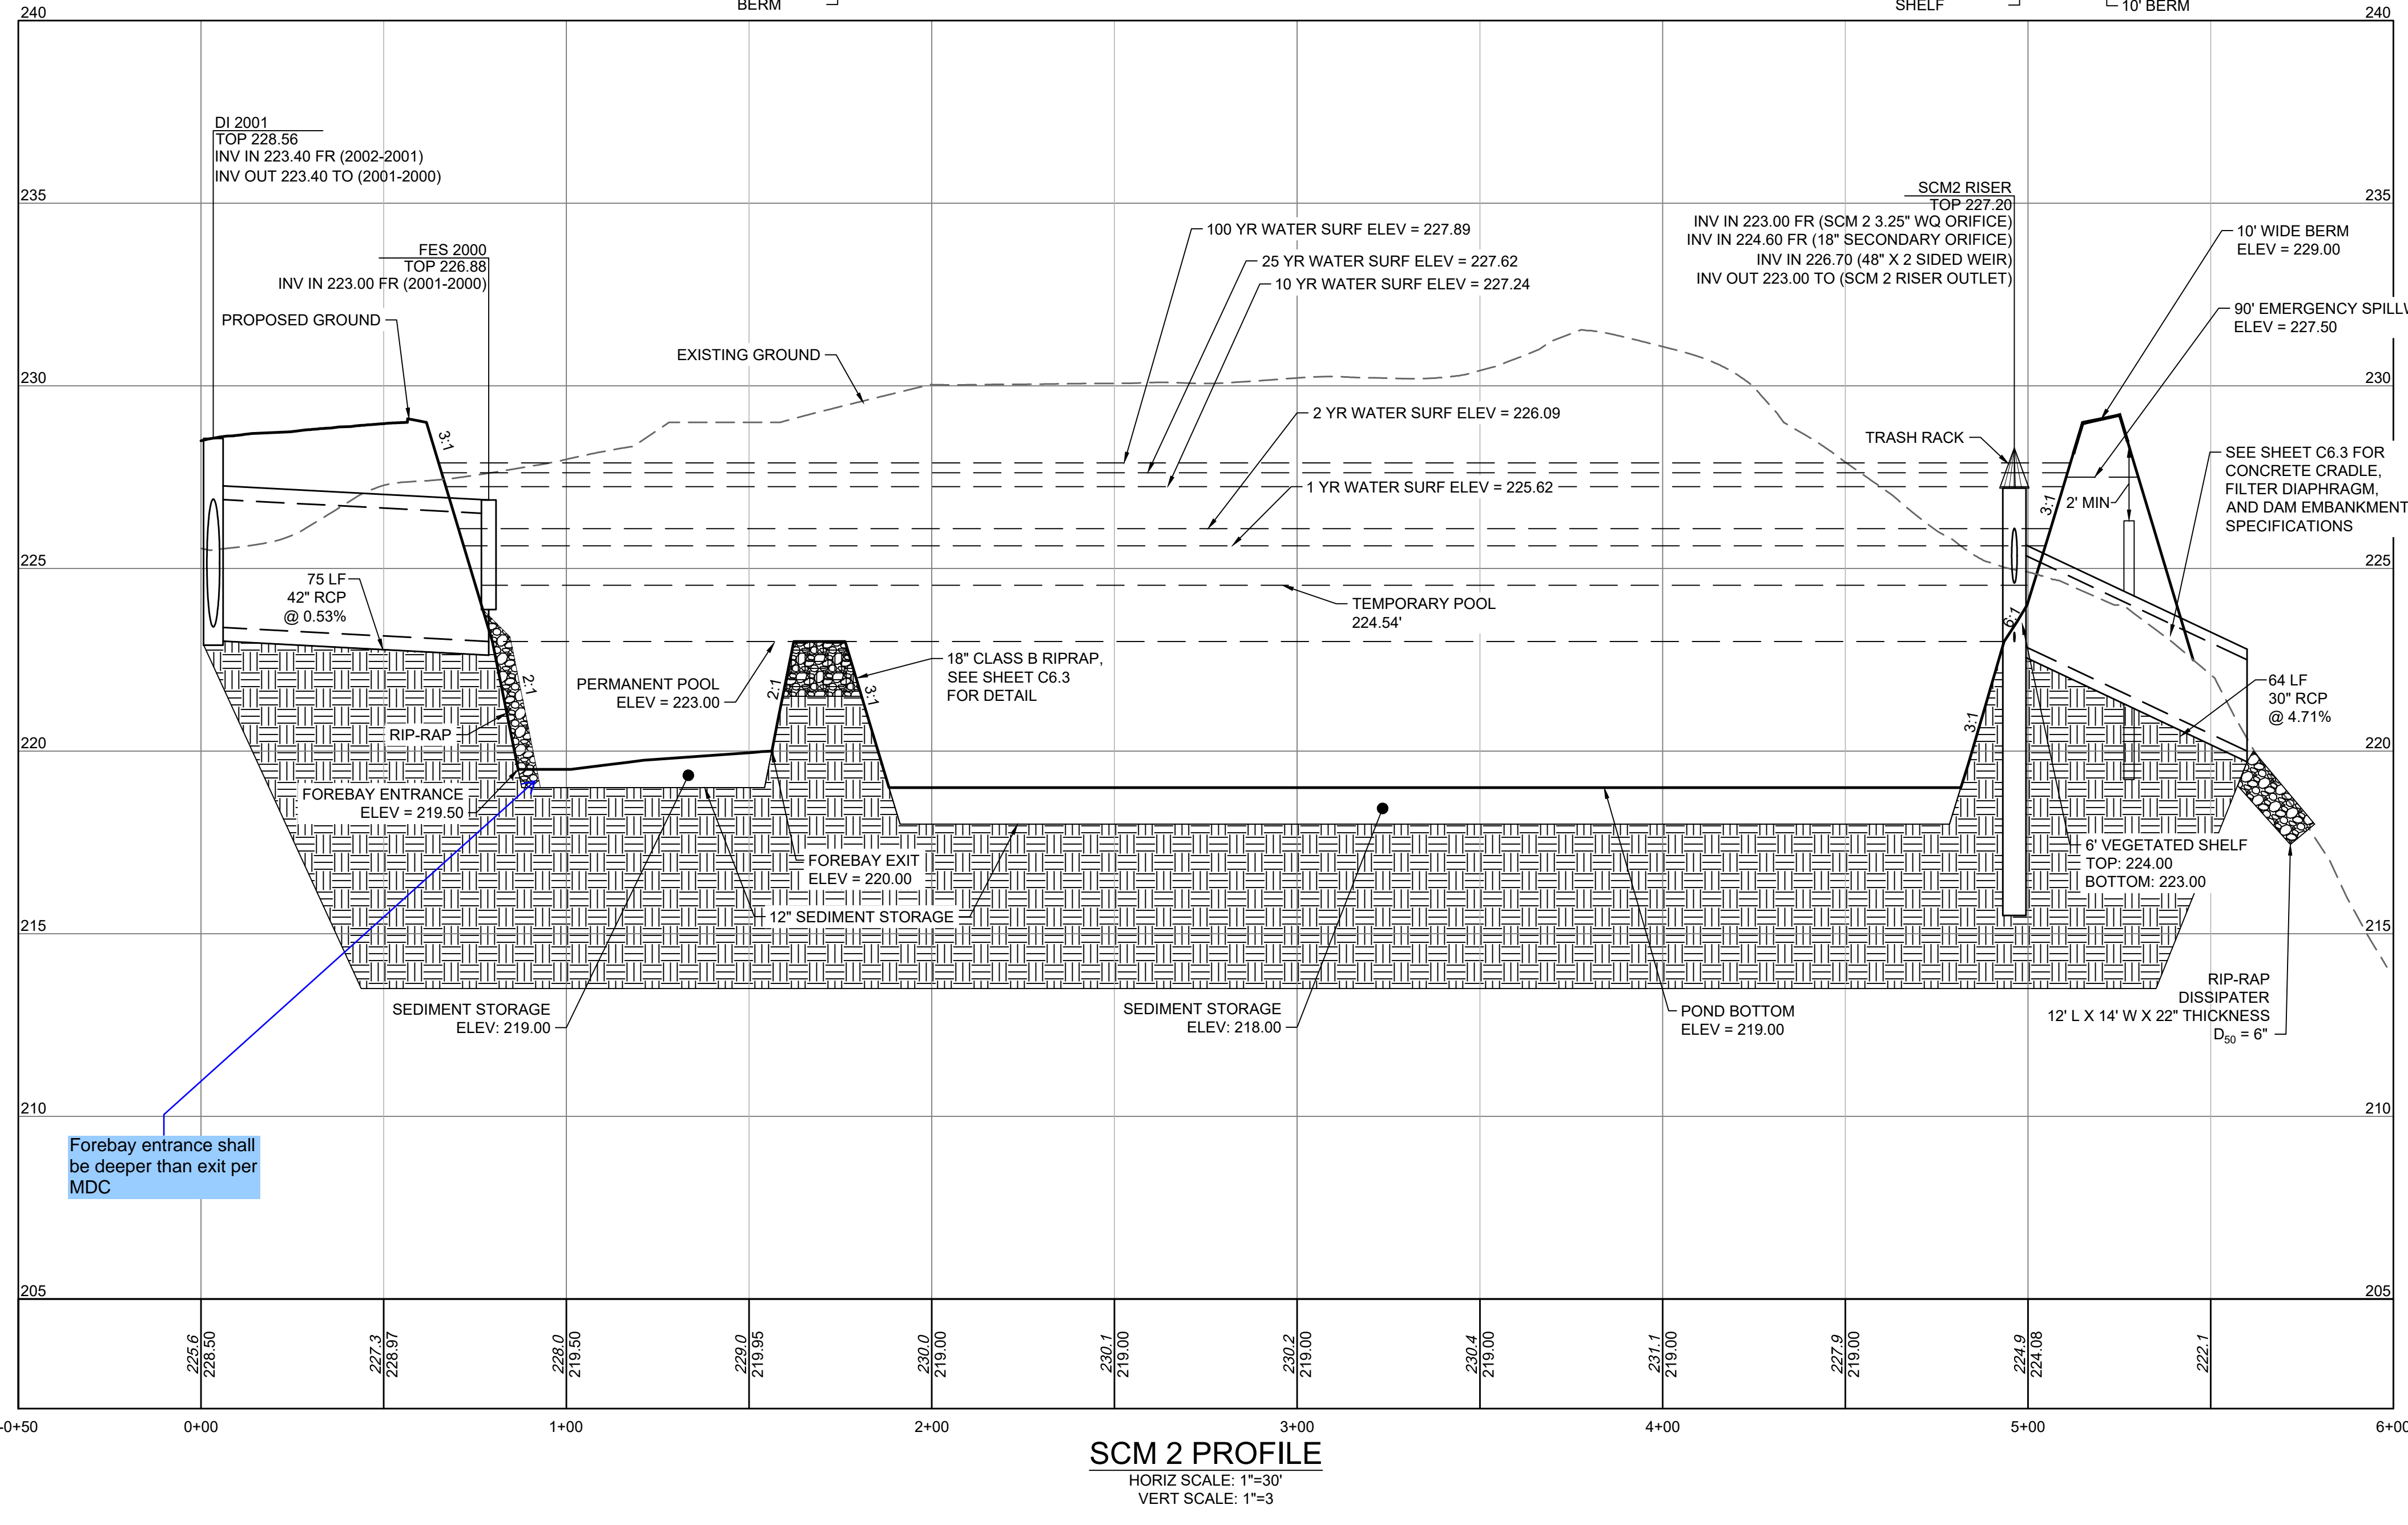 BERM
SHELF
10' BERM
240
240
DI 2001
TOP 228.56
INV IN 223.40 FR (2002-2001)
INV OUT 223.40 TO (2001-2000)
235
235
SCM2 RISER
TOP 227.20
INV IN 223.00 FR (SCM 2 3.25" WQ ORIFICE)
INV IN 224.60 FR (18" SECONDARY ORIFICE)
INV IN 226.70 (48" X 2 SIDED WEIR)
INV OUT 223.00 TO (SCM 2 RISER OUTLET)
100 YR WATER SURF ELEV = 227.89
25 YR WATER SURF ELEV = 227.62
10 YR WATER SURF ELEV = 227.24
10' WIDE BERM
ELEV = 229.00
FES 2000
TOP 226.88
INV IN 223.00 FR (2001-2000)
PROPOSED GROUND
90' EMERGENCY SPILLW
ELEV = 227.50
EXISTING GROUND
230
230
2 YR WATER SURF ELEV = 226.09
3:1
TRASH RACK
SEE SHEET C6.3 FOR
CONCRETE CRADLE,
FILTER DIAPHRAGM,
AND DAM EMBANKMENT
SPECIFICATIONS
1 YR WATER SURF ELEV = 225.62
3:1
2' MIN
225
225
75 LF
42" RCP
@ 0.53%
TEMPORARY POOL
224.54'
6:1
18" CLASS B RIPRAP,
SEE SHEET C6.3
FOR DETAIL
PERMANENT POOL
ELEV = 223.00
2:1
2:1
3:1
3:1
64 LF
30" RCP
@ 4.71%
RIP-RAP
220
220
FOREBAY ENTRANCE
ELEV = 219.50
FOREBAY EXIT
ELEV = 220.00
6' VEGETATED SHELF
TOP: 224.00
BOTTOM: 223.00
12" SEDIMENT STORAGE
215
215
SEDIMENT STORAGE
ELEV: 219.00
SEDIMENT STORAGE
ELEV: 218.00
POND BOTTOM
ELEV = 219.00
RIP-RAP
DISSIPATER
12' L X 14' W X 22" THICKNESS
D50 = 6"
210
210
Forebay entrance shall
be deeper than exit per
MDC
205
205
225.6
228.50
227.3
228.97
228.0
219.50
229.0
219.95
230.0
219.00
230.1
219.00
230.2
219.00
230.4
219.00
231.1
219.00
227.9
219.00
224.9
224.08
222.1
-0+50
0+00
1+00
2+00
3+00
4+00
5+00
6+00
SCM 2 PROFILE
HORIZ SCALE: 1"=30'
VERT SCALE: 1"=3